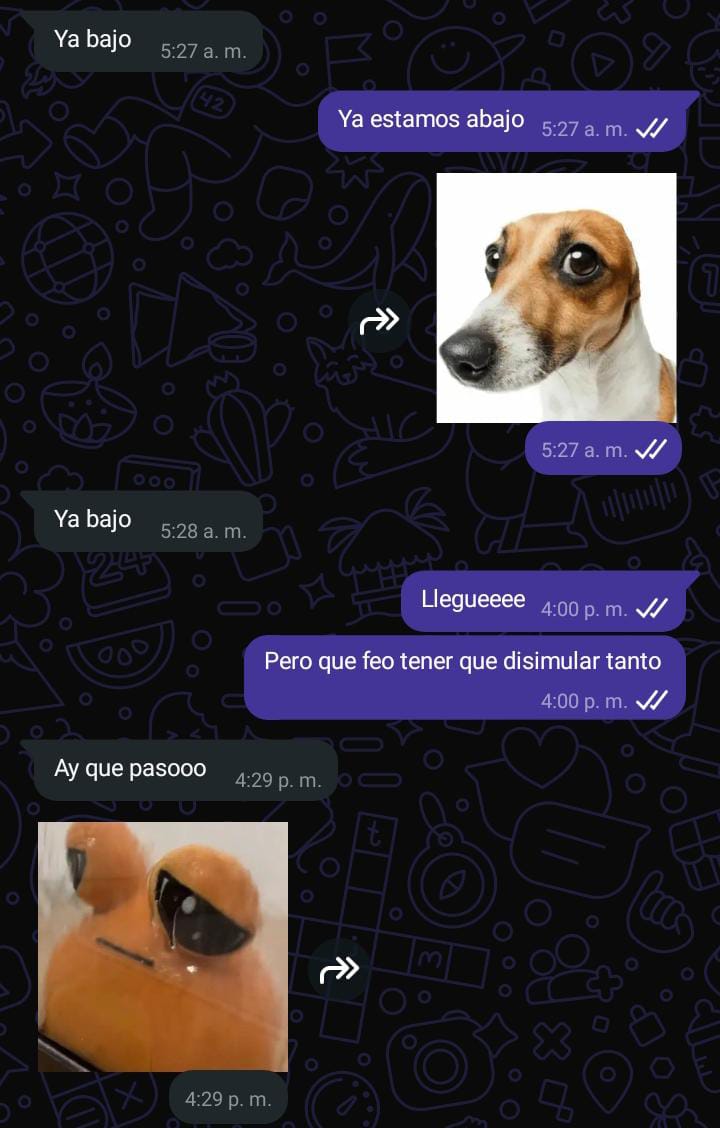 Ya bajo 5:27 a. m.
Ya estamos abajo 5:27 a. m.
5:27 a. m.
Ya bajo 5:28 a. m.
Llegueeee 4:00 p. m.
Pero que feo tener que disimular tanto
4:00 p. m.
Ay que pasooo 4:29 p. m.
4:29 p. m.